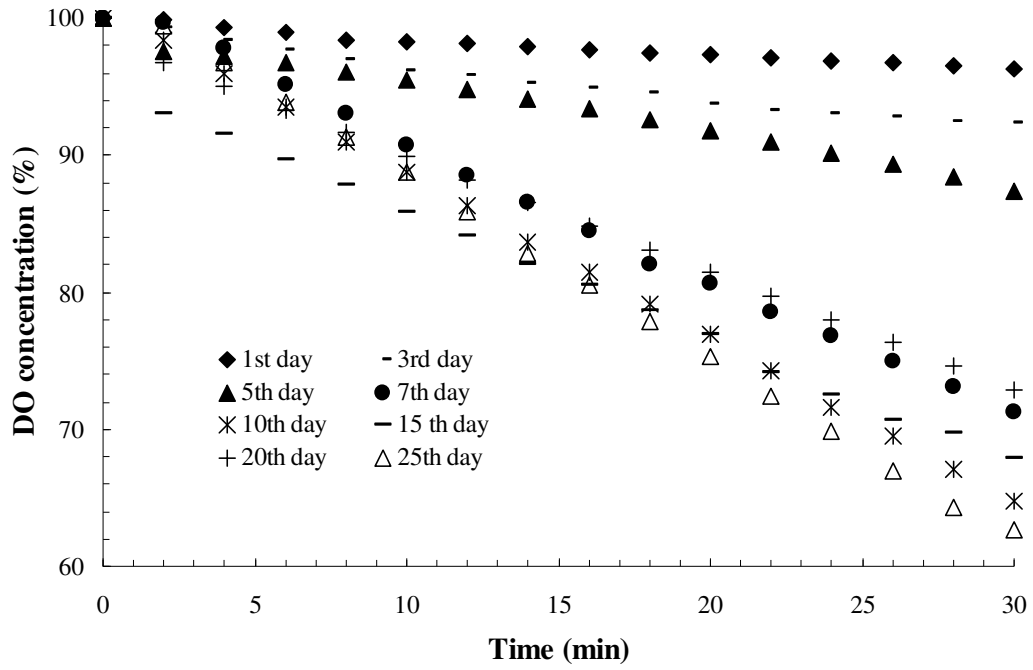 100
90
80
70
60
DO concentration (%)
1st day
3rd day
5th day
7th day
10th day
15 th day
20th day
25th day
0
5
10
15
20
25
30
Time (min)